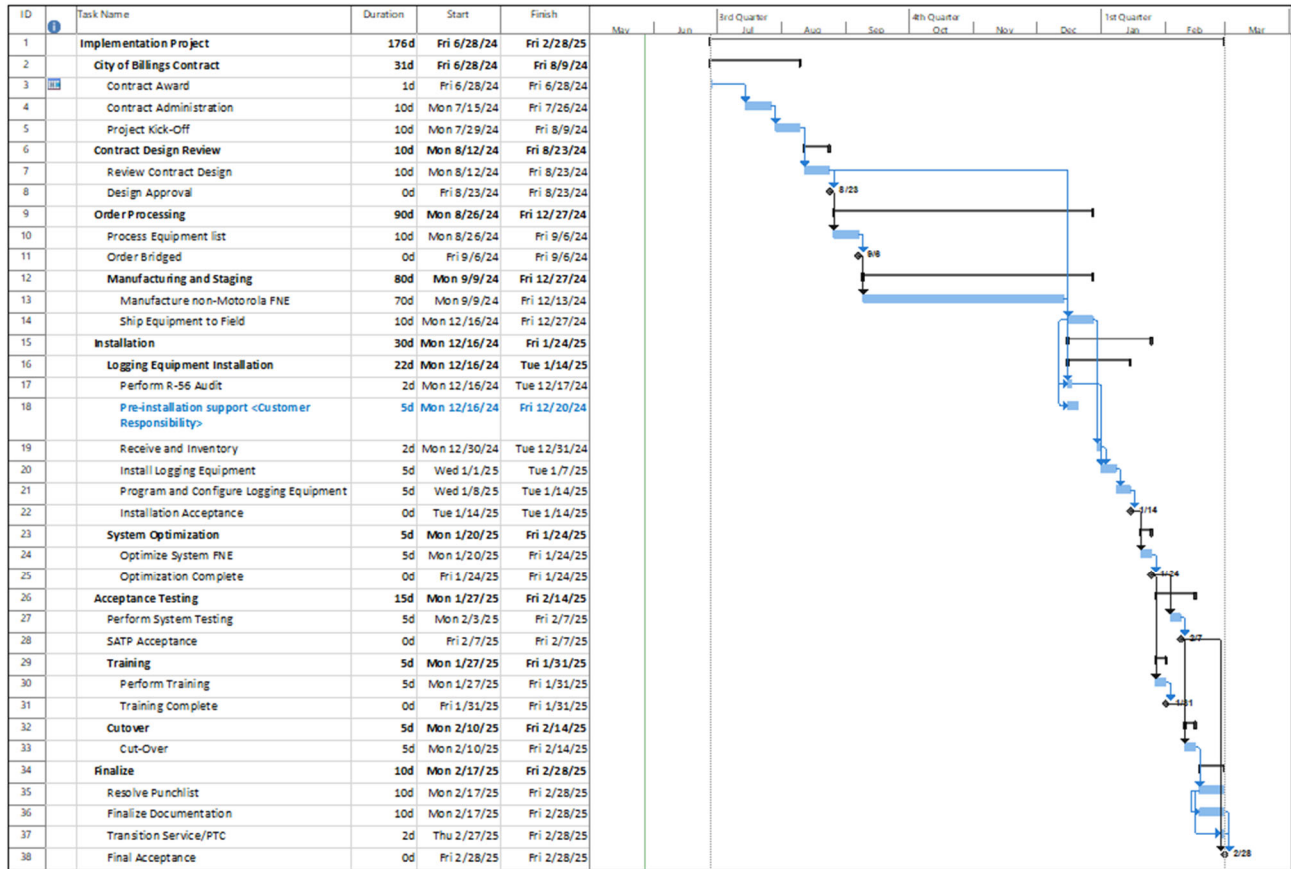 ID Task Name Duration Start Finish
3rd Quarter 4th Quarter 1st Quarter
May Jun Jul Aug Sep Oct Nov Dec Jan Feb Mar
1 Implementation Project 176d Fri 6/28/24 Fri 2/28/25
2 City of Billings Contract 31d Fri 6/28/24 Fri 8/9/24
3 Contract Award 1d Fri 6/28/24 Fri 6/28/24
4 Contract Administration 10d Mon 7/15/24 Fri 7/26/24
5 Project Kick-Off 10d Mon 7/29/24 Fri 8/9/24
6 Contract Design Review 10d Mon 8/12/24 Fri 8/23/24
7 Review Contract Design 10d Mon 8/12/24 Fri 8/23/24
8 Design Approval 0d Fri 8/23/24 Fri 8/23/24 8/23
9 Order Processing 90d Mon 8/26/24 Fri 12/27/24
10 Process Equipment list 10d Mon 8/26/24 Fri 9/6/24
11 Order Bridged 0d Fri 9/6/24 Fri 9/6/24 9/6
12 Manufacturing and Staging 80d Mon 9/9/24 Fri 12/27/24
13 Manufacture non-Motorola FNE 70d Mon 9/9/24 Fri 12/13/24
14 Ship Equipment to Field 10d Mon 12/16/24 Fri 12/27/24
15 Installation 30d Mon 12/16/24 Fri 1/24/25
16 Logging Equipment Installation 22d Mon 12/16/24 Tue 1/14/25
17 Perform R-56 Audit 2d Mon 12/16/24 Tue 12/17/24
18 Pre-installation support <Customer 5d Mon 12/16/24 Fri 12/20/24
Responsibility>
19 Receive and Inventory 2d Mon 12/30/24 Tue 12/31/24
20 Install Logging Equipment 5d Wed 1/1/25 Tue 1/7/25
21 Program and Configure Logging Equipment 5d Wed 1/8/25 Tue 1/14/25
22 Installation Acceptance 0d Tue 1/14/25 Tue 1/14/25 1/14
23 System Optimization 5d Mon 1/20/25 Fri 1/24/25
24 Optimize System FNE 5d Mon 1/20/25 Fri 1/24/25
25 Optimization Complete 0d Fri 1/24/25 Fri 1/24/25 1/24
26 Acceptance Testing 15d Mon 1/27/25 Fri 2/14/25
27 Perform System Testing 5d Mon 2/3/25 Fri 2/7/25
28 SATP Acceptance 0d Fri 2/7/25 Fri 2/7/25 2/7
29 Training 5d Mon 1/27/25 Fri 1/31/25
30 Perform Training 5d Mon 1/27/25 Fri 1/31/25
31 Training Complete 0d Fri 1/31/25 Fri 1/31/25 1/31
32 Cutover 5d Mon 2/10/25 Fri 2/14/25
33 Cut-Over 5d Mon 2/10/25 Fri 2/14/25
34 Finalize 10d Mon 2/17/25 Fri 2/28/25
35 Resolve Punchlist 10d Mon 2/17/25 Fri 2/28/25
36 Finalize Documentation 10d Mon 2/17/25 Fri 2/28/25
37 Transition Service/PTC 2d Thu 2/27/25 Fri 2/28/25
38 Final Acceptance 0d Fri 2/28/25 Fri 2/28/25 2/28